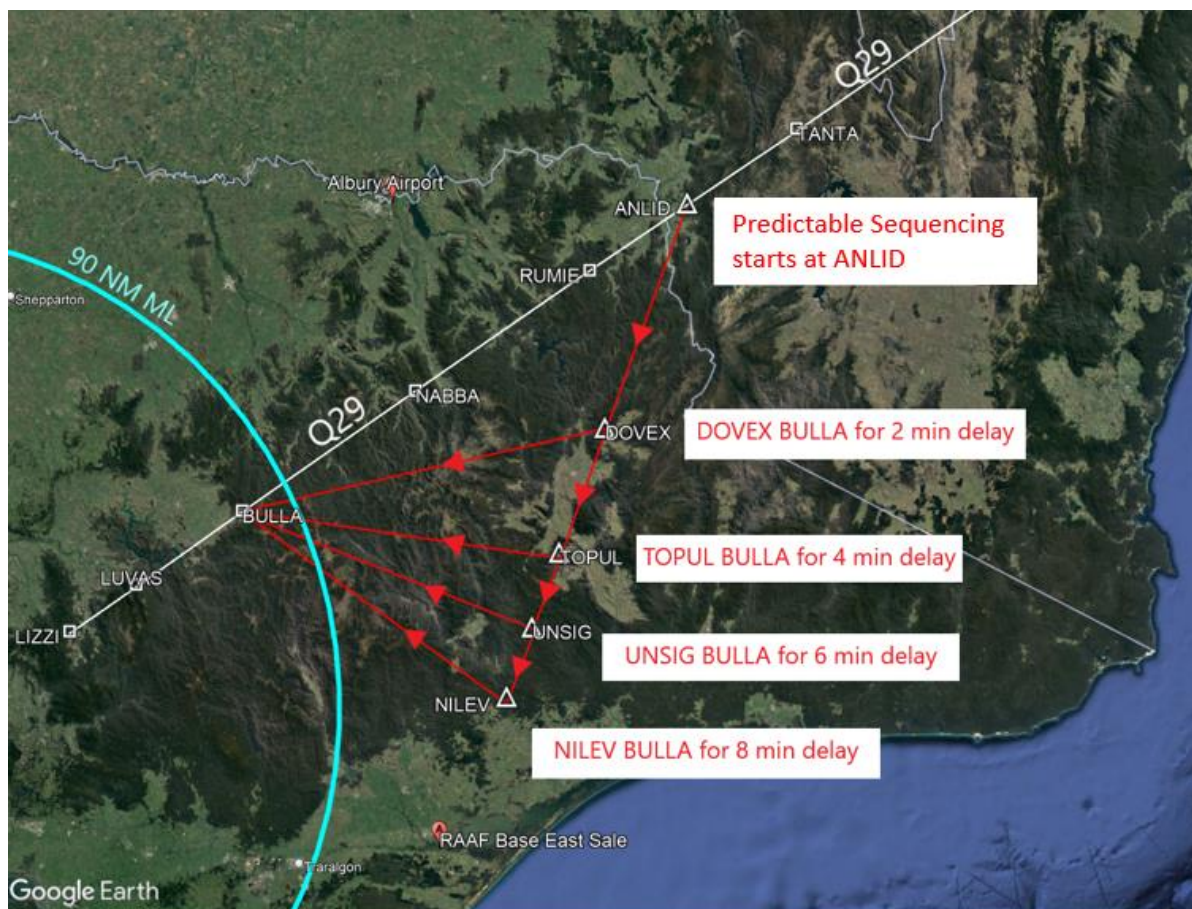 Q29
TANTA
Albury Airport
ANLID
Predictable Sequencing
starts at ANLID
90 NM ML
RUMIE
Shepparton
NABBA
Q29
DOVEX
DOVEX BULLA for 2 min delay
BULLA
TOPUL
TOPUL BULLA for 4 min delay
LUVAS
LIZZI
UNSIG
UNSIG BULLA for 6 min delay
NILEV
NILEV BULLA for 8 min delay
RAAF Base East Sale
Traralgon
Google Earth